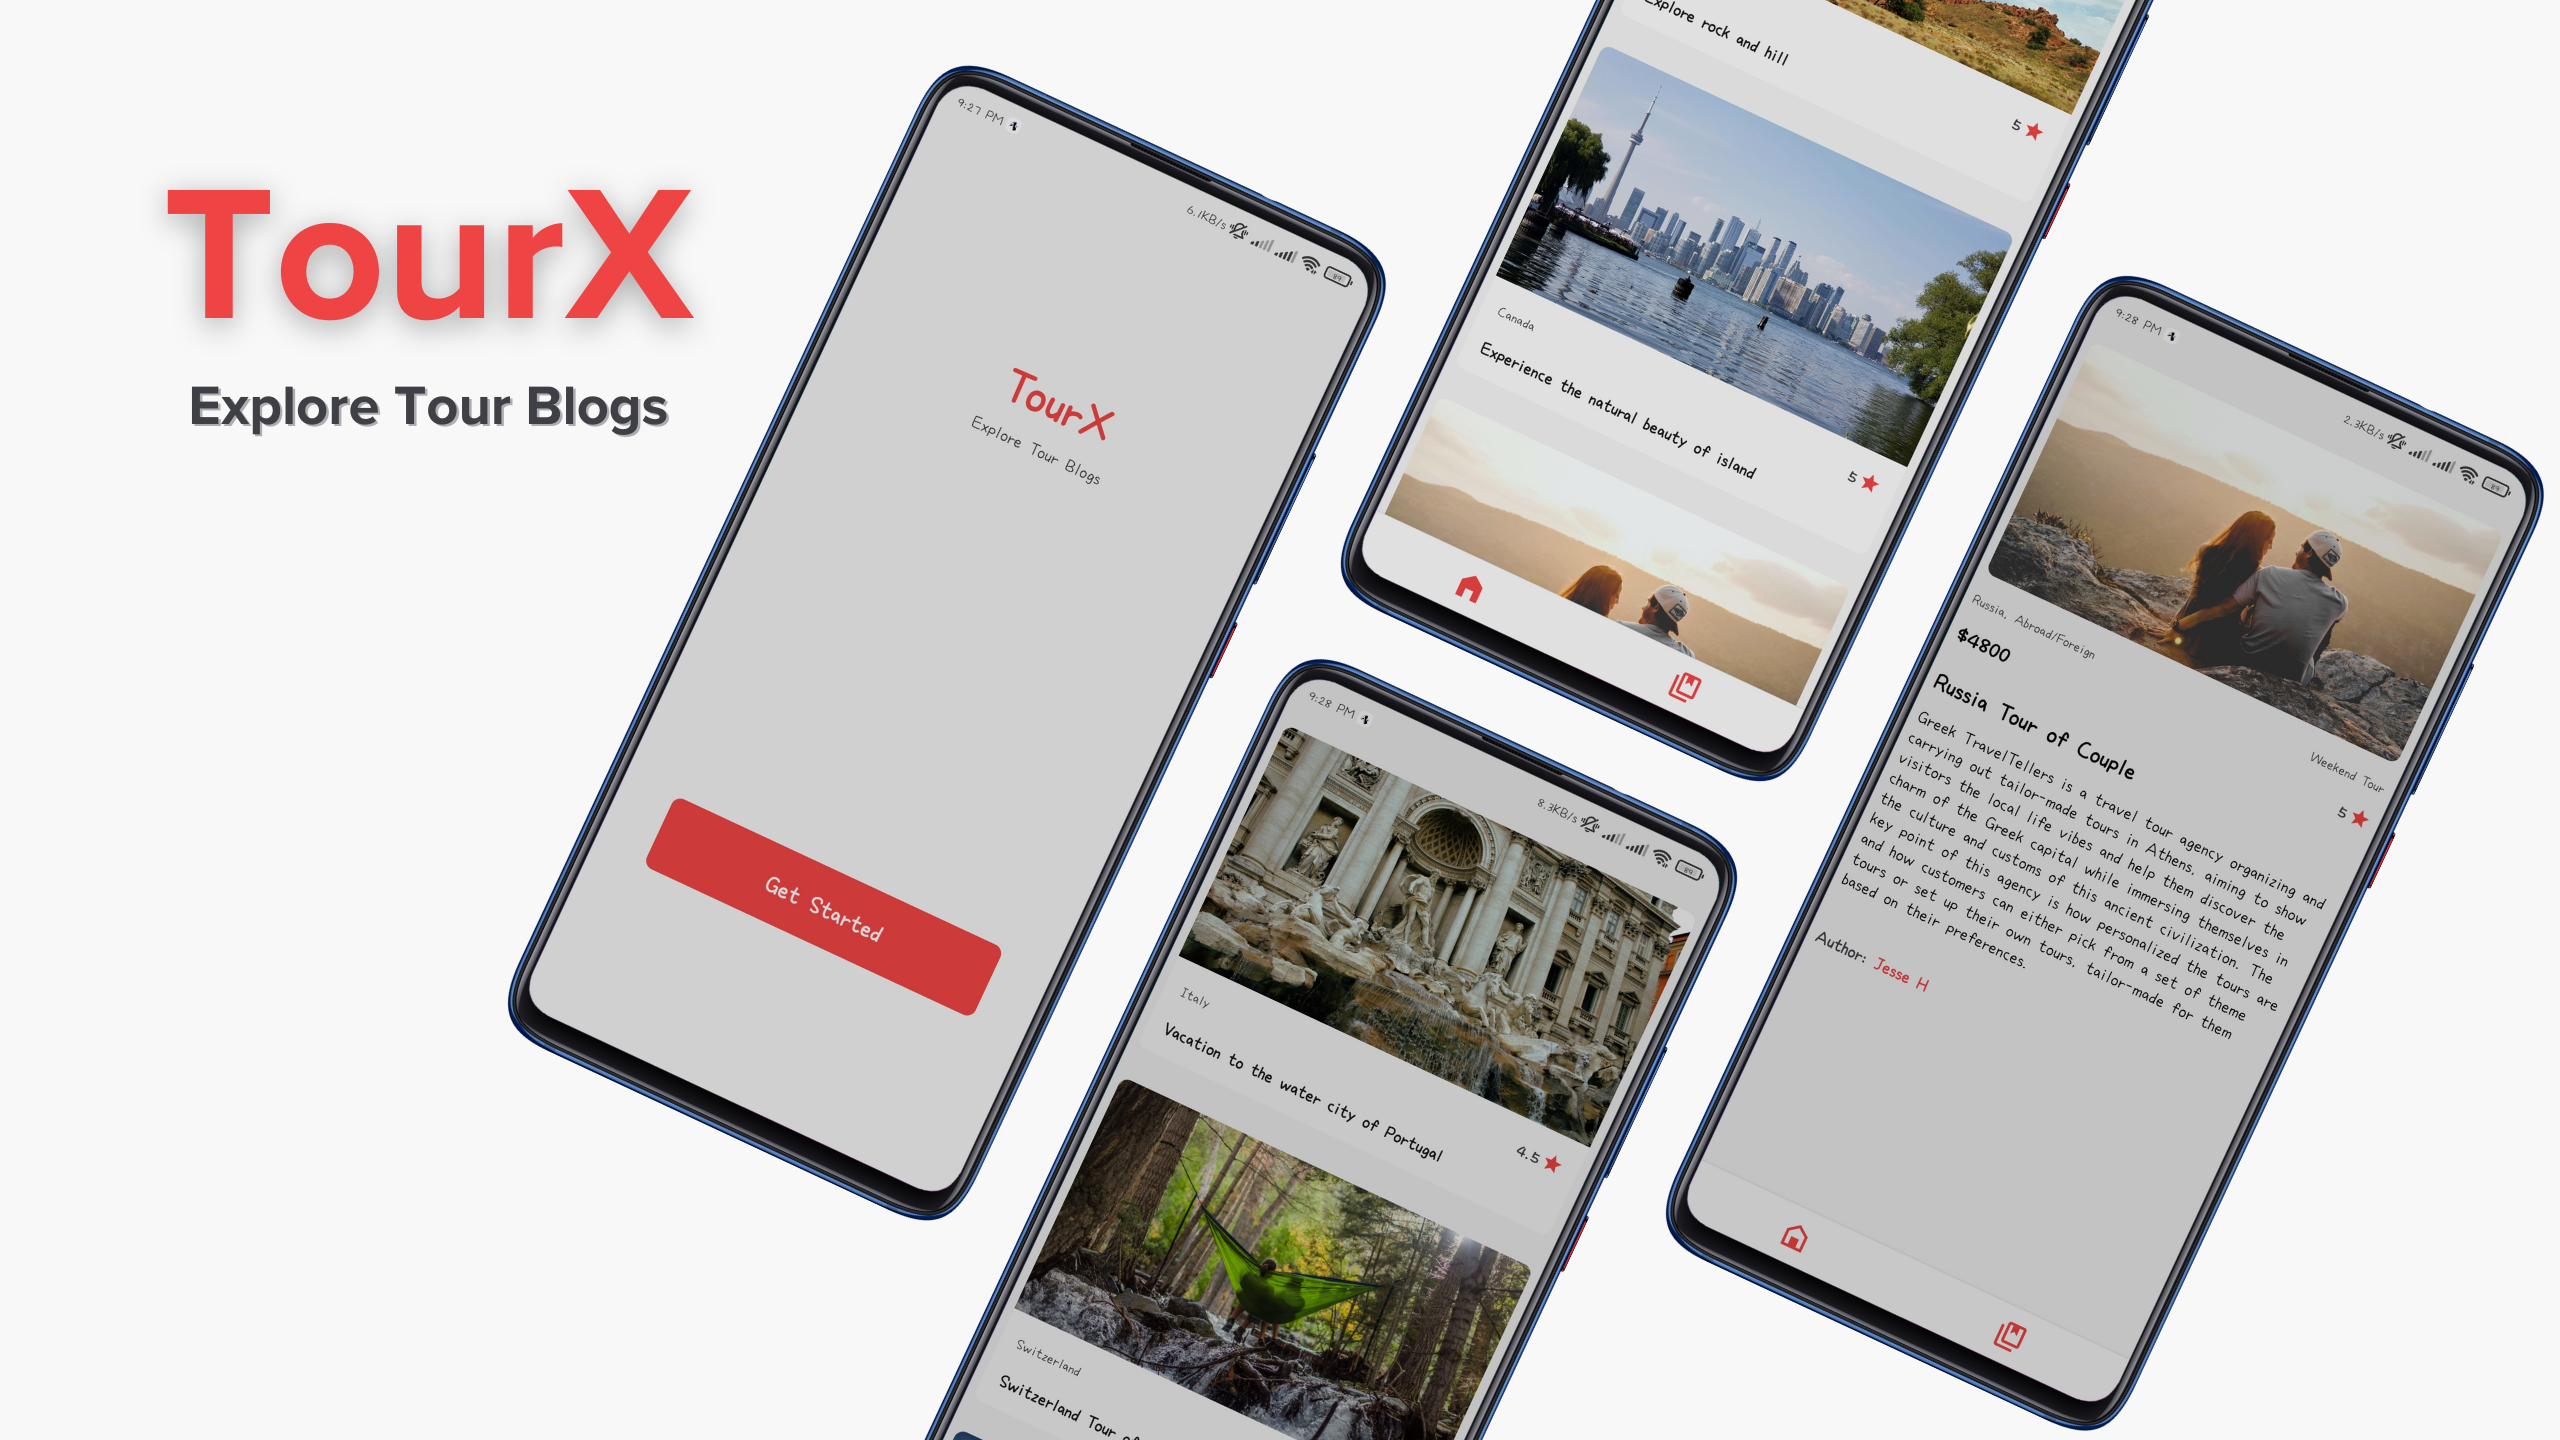 TourX
Explore Tour Blogs
9:27 PM
6.1KB/s
89
TourX
Explore Tour Blogs
Get Started
Explore rock and hill
5
Canada
Experience the natural beauty of island
5
9:28 PM
8.3KB/s
89
Italy
Vacation to the water city of Portugal
4.5
Switzerland
Switzerland Tour of
9:28 PM
2.3KB/s
89
Russia, Abroad/Foreign
Weekend Tour
$4800
5
Russia Tour of Couple
Greek TravelTellers is a travel tour agency organizing and
carrying out tailor-made tours in Athens, aiming to show
visitors the local life vibes and help them discover the
charm of the Greek capital while immersing themselves in
the culture and customs of this ancient civilization. The
key point of this agency is how personalized the tours are
and how customers can either pick from a set of theme
tours or set up their own tours, tailor-made for them
based on their preferences.
Author: Jesse H